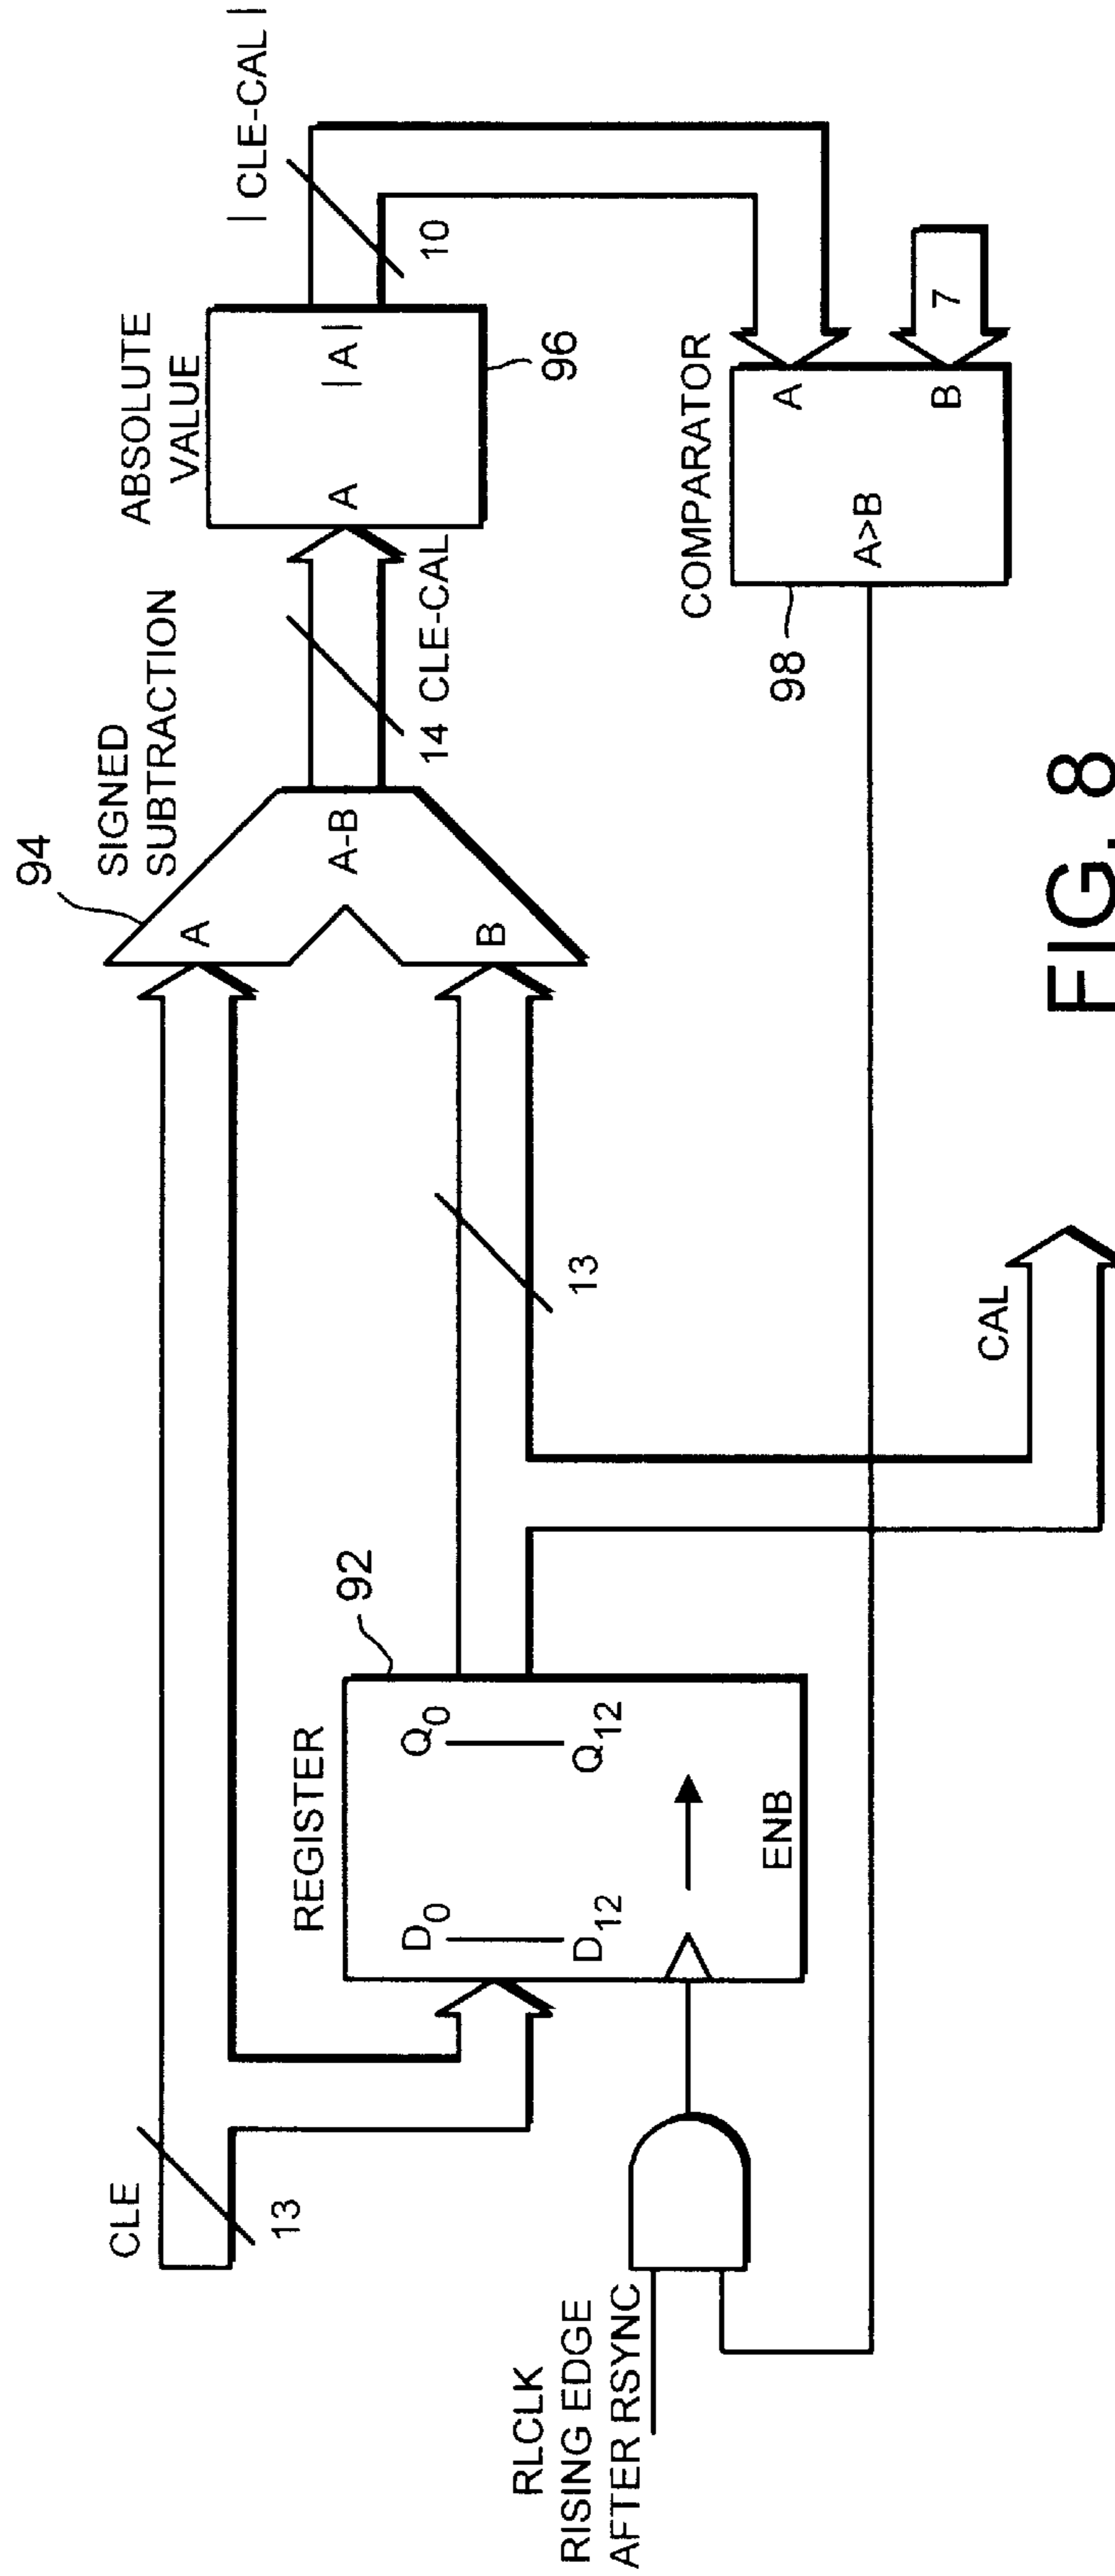 CLE
13
94
SIGNED
SUBTRACTION
A
A-B
B
14
CLE-CAL
ABSOLUTE
VALUE
A
|A|
96
|CLE-CAL|
10
REGISTER
92
D0
D12
Q0
Q12
ENB
13
CAL
RLCLK
RISING EDGE
AFTER RSYNC
COMPARATOR
A>B
A
B
7
98
FIG. 8